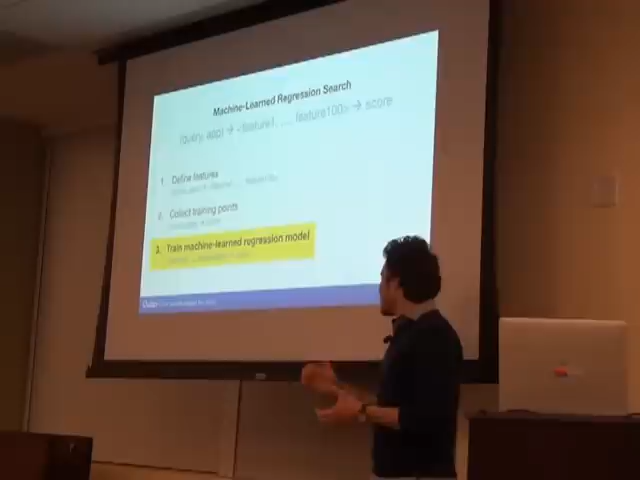 Machine-Learned Regression Search
(query, app) → <feature1, ..., feature100> → score
1. Define features
2. Collect training points
3. Train machine-learned regression model